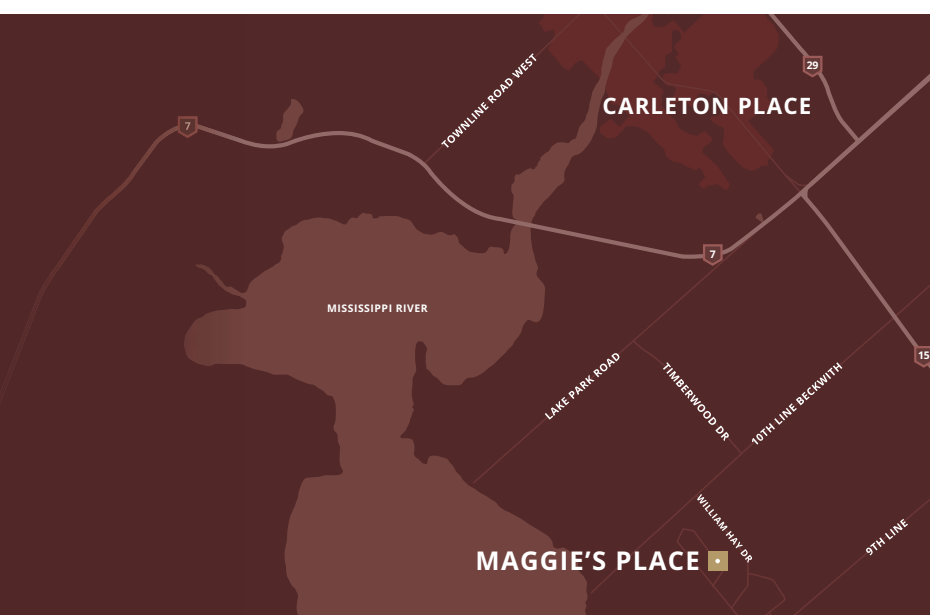 29
TOWNLINE ROAD WEST
CARLETON PLACE
7
7
MISSISSIPPI RIVER
15
LAKE PARK ROAD
TIMBERWOOD DR
10TH LINE BECKWITH
WILLIAM HAY DR
9TH LINE
MAGGIE'S PLACE